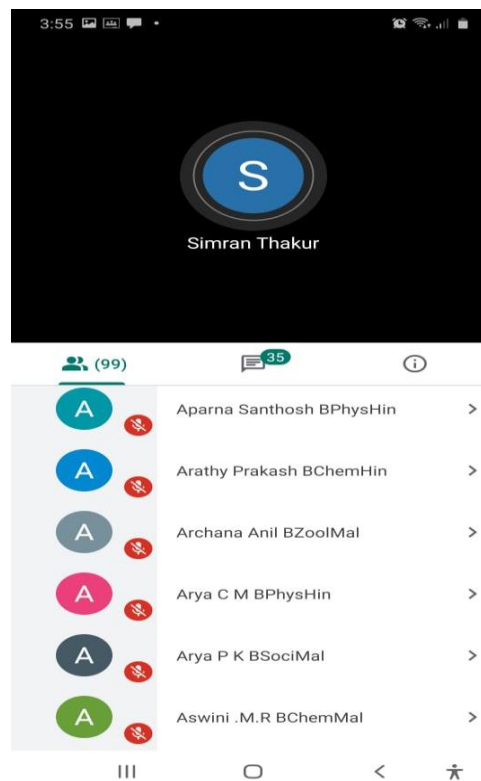 3:55
S
Simran Thakur
(99)
35
A
Aparna Santhosh BPhysHin
A
Arathy Prakash BChemHin
A
Archana Anil BZoolMal
A
Arya C M BPhysHin
A
Arya P K BSociMal
A
Aswini .M.R BChemMal